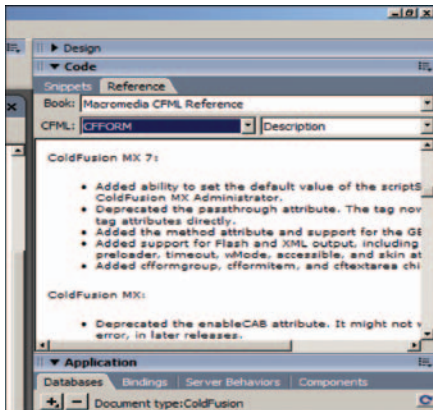 Design
Code
Snippets Reference
Book: Macromedia CFML Reference
CFML: CFFORM Description
ColdFusion MX 7:
• Added ability to set the default value of the scriptS
ColdFusion MX Administrator.
• Deprecated the passthrough attribute. The tag now
tag attributes directly.
• Added the method attribute and support for the GE
• Added support for Flash and XML output, including
preloader, timeout, wMode, accessible, and skin at
• Added cfformgroup, cfformitem, and cftextarea chi
ColdFusion MX:
• Deprecated the enableCAB attribute. It might not
error, in later releases.
Application
Databases Bindings Server Behaviors Components
Document type:ColdFusion